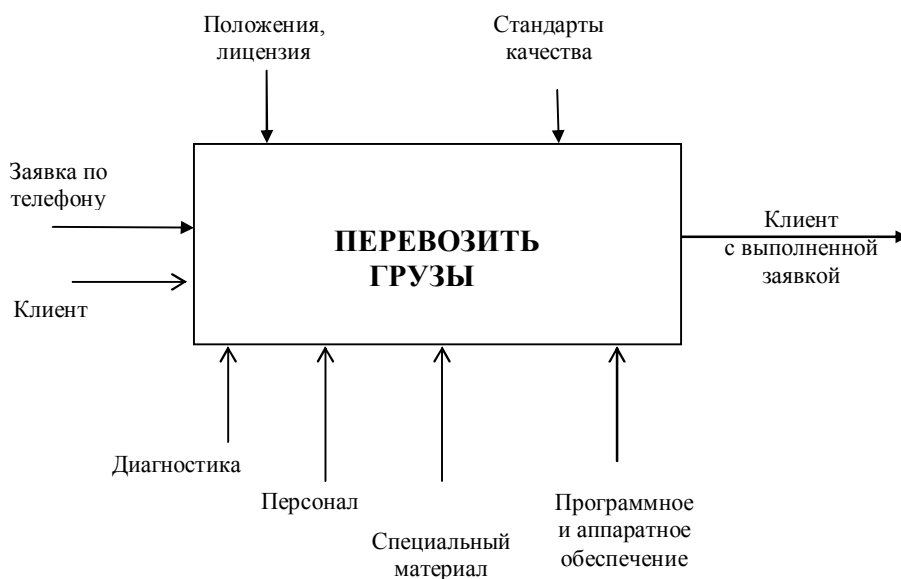 Положения,
лицензия
Стандарты
качества
Заявка по
телефону
ПЕРЕВОЗИТЬ
ГРУЗЫ
Клиент
с выполненной
заявкой
Клиент
Диагностика
Персонал
Специальный
материал
Программное
и аппаратное
обеспечение